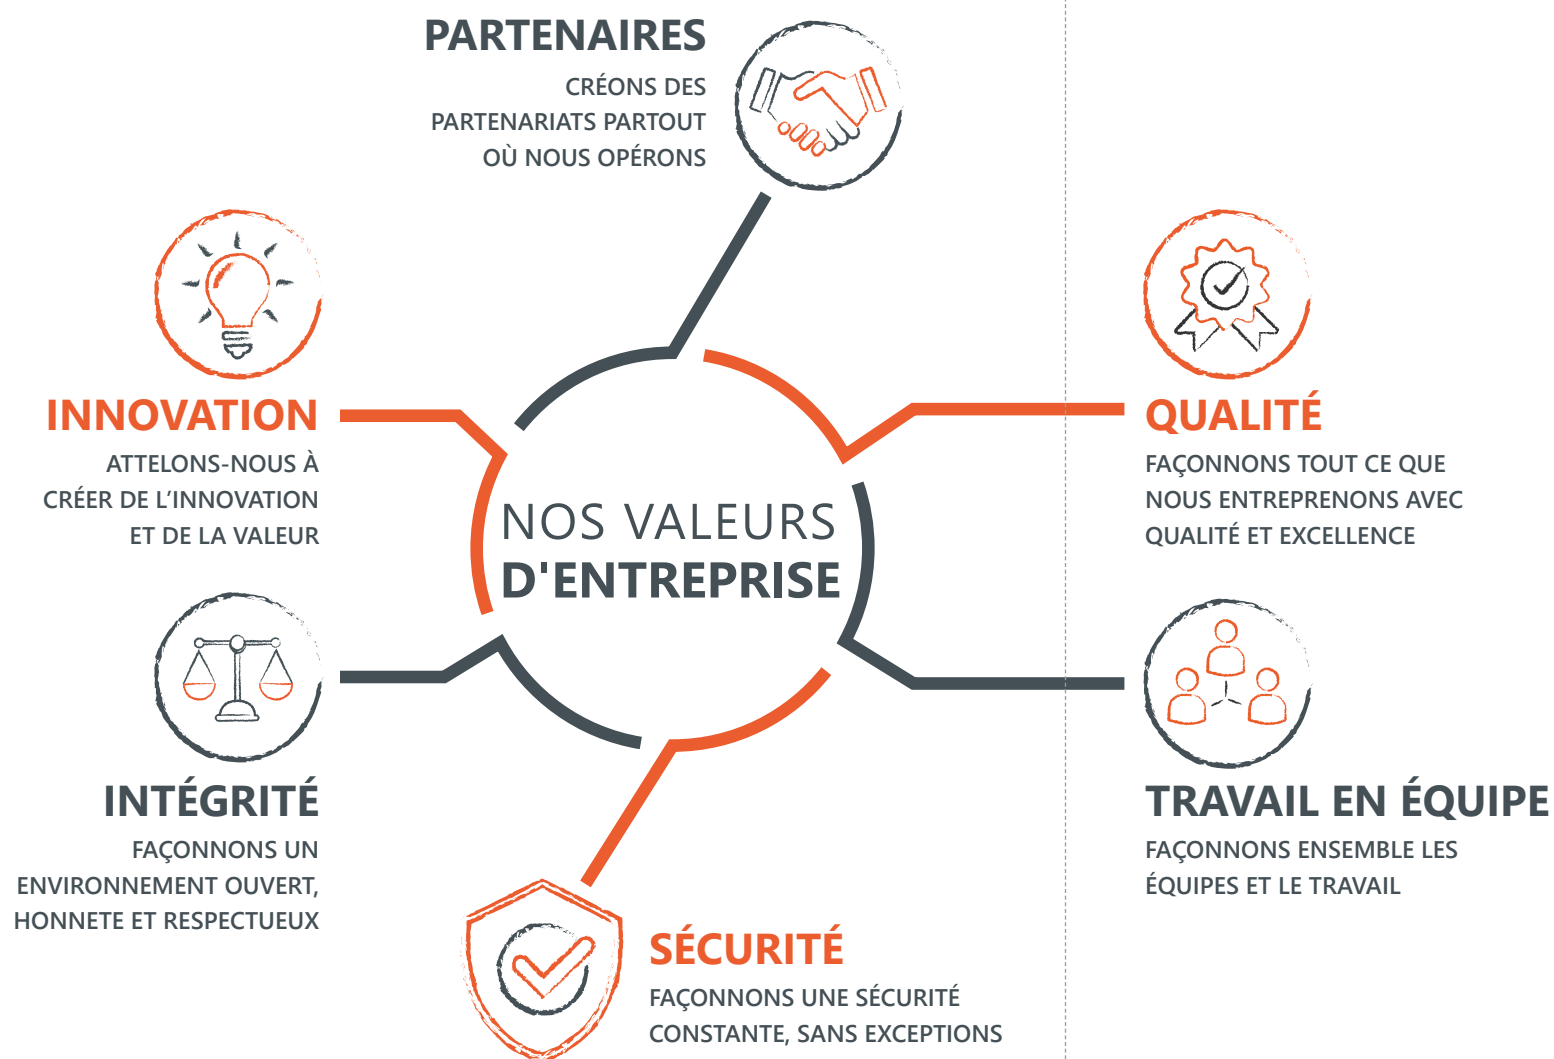 PARTENAIRES
CRÉONS DES
PARTENARIATS PARTOUT
OÙ NOUS OPÉRONS
INNOVATION
ATTELONS-NOUS À
CRÉER DE L’INNOVATION
ET DE LA VALEUR
QUALITÉ
FAÇONNONS TOUT CE QUE
NOUS ENTREPRENONS AVEC
QUALITÉ ET EXCELLENCE
NOS VALEURS
D'ENTREPRISE
INTÉGRITÉ
FAÇONNONS UN
ENVIRONNEMENT OUVERT,
HONNETE ET RESPECTUEUX
TRAVAIL EN ÉQUIPE
FAÇONNONS ENSEMBLE LES
ÉQUIPES ET LE TRAVAIL
SÉCURITÉ
FAÇONNONS UNE SÉCURITÉ
CONSTANTE, SANS EXCEPTIONS